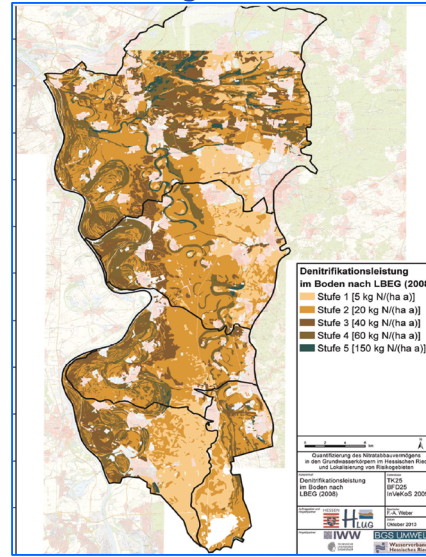 Denitrifikationsleistung
im Boden nach LBEG (2008
Stufe 1 [5 kg N/(ha a)]
Stufe 2 [20 kg N/(ha a)]
Stufe 3 [40 kg N/(ha a)]
Stufe 4 [60 kg N/(ha a)]
Stufe 5 [150 kg N/(ha a)]
Quantifizierung des Nitratabbauvermögens
in den Grundwasserkörpern im Hessischen Ried
und Lokalisierung von Risikogebieten
Denitrifikationsleistung
im Boden nach
LBEG (2008)
TK25
BFD25
InVeKoS 2009
F.-A. Weber
Oktober 2013
HESSEN
HLUG
IWW
BGS UMWELT
Wasserverband
Hessisches Ried